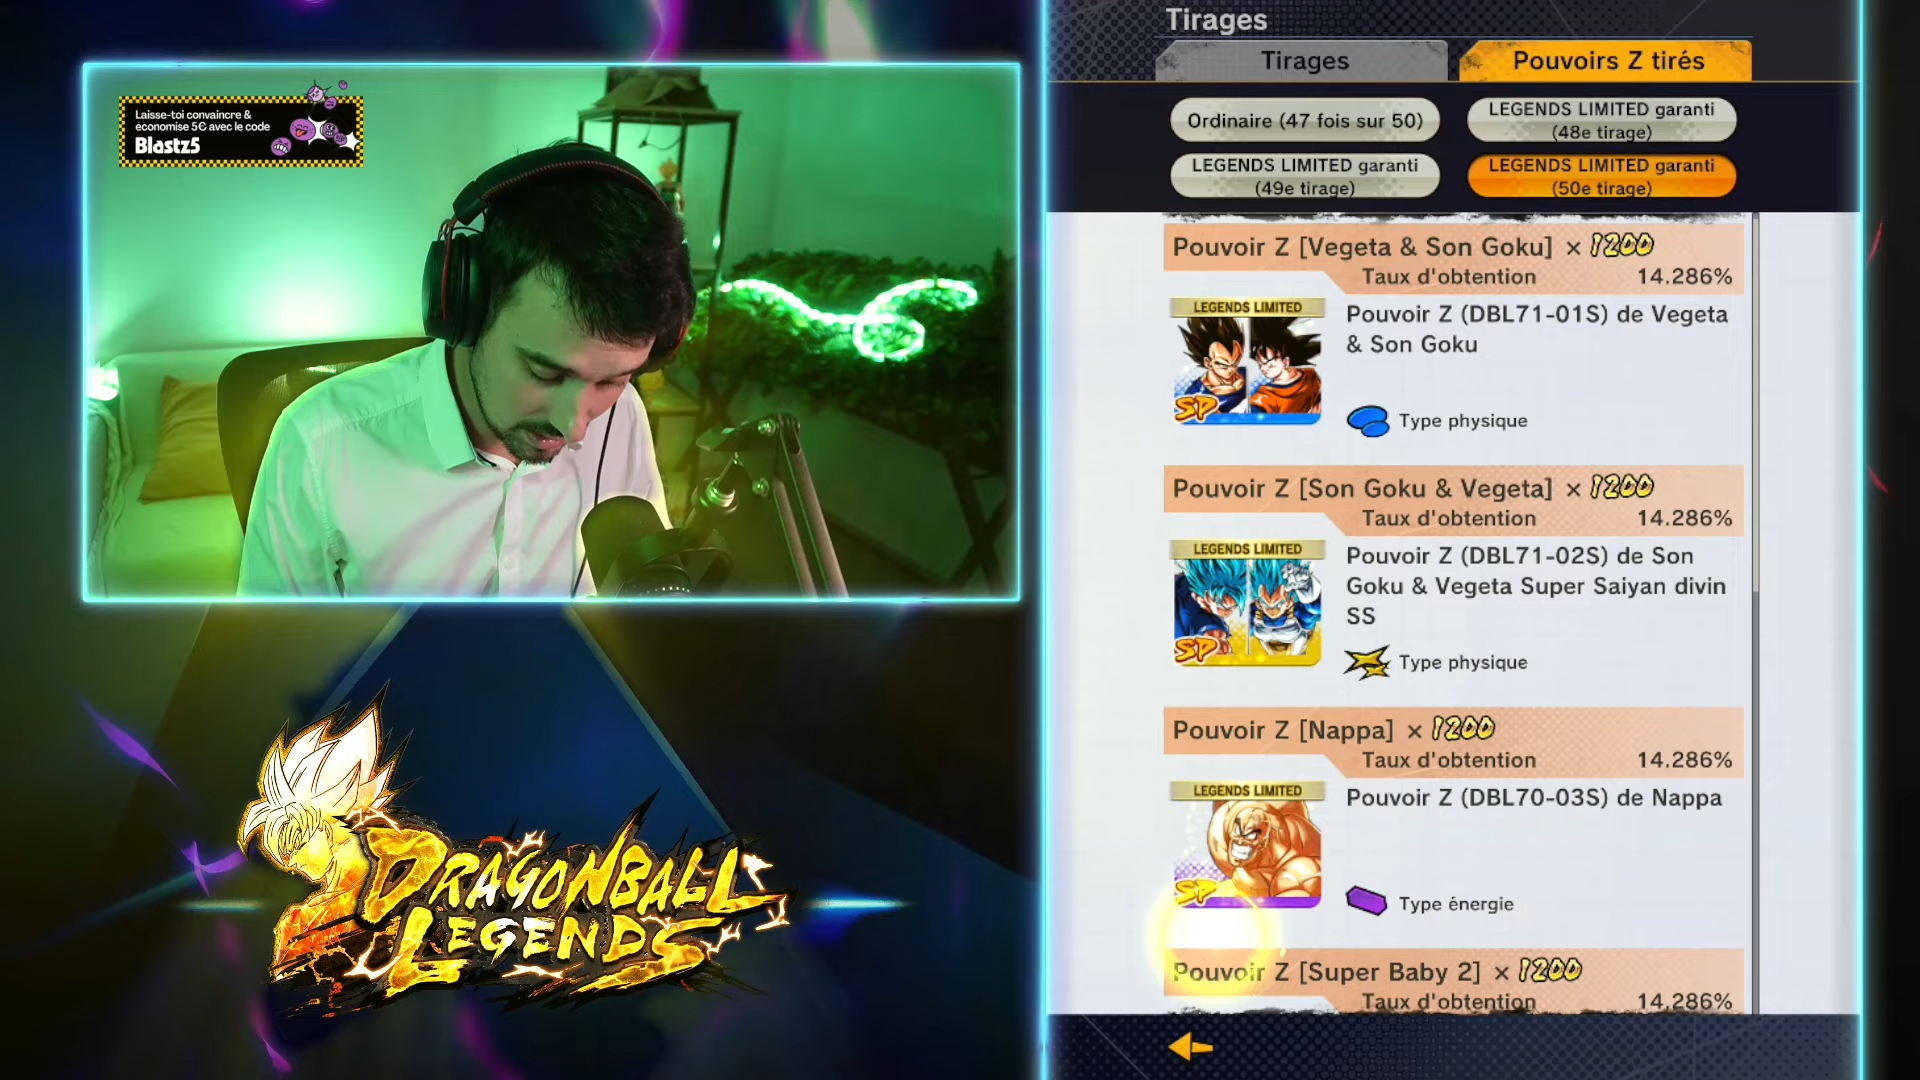 Laisse-toi convaincre &
économise 5€ avec le code
Blastz5
DRAGONBALL
LEGENDS
Tirages
Tirages
Pouvoirs Z tirés
Ordinaire (47 fois sur 50)
LEGENDS LIMITED garanti
(48e tirage)
LEGENDS LIMITED garanti
(49e tirage)
LEGENDS LIMITED garanti
(50e tirage)
Pouvoir Z [Vegeta & Son Goku] × 1200
Taux d'obtention 14.286%
LEGENDS LIMITED
SP
Pouvoir Z (DBL71-01S) de Vegeta
& Son Goku
Type physique
Pouvoir Z [Son Goku & Vegeta] × 1200
Taux d'obtention 14.286%
LEGENDS LIMITED
SP
Pouvoir Z (DBL71-02S) de Son
Goku & Vegeta Super Saiyan divin
SS
Type physique
Pouvoir Z [Nappa] × 1200
Taux d'obtention 14.286%
LEGENDS LIMITED
SP
Pouvoir Z (DBL70-03S) de Nappa
Type énergie
Pouvoir Z [Super Baby 2] × 1200
Taux d'obtention 14.286%